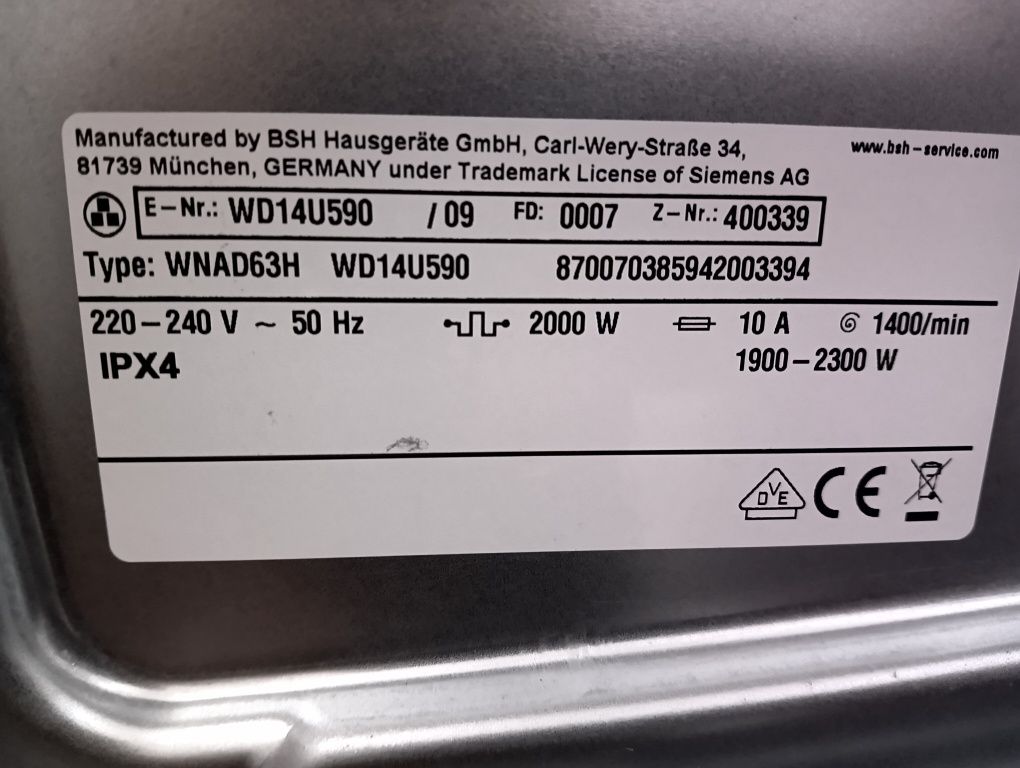 Manufactured by BSH Hausgeräte GmbH, Carl-Wery-Straße 34,
81739 München, GERMANY under Trademark License of Siemens AG
www.bsh-service.com
E-Nr.: WD14U590 / 09 FD: 0007 Z-Nr.: 400339
Type: WNAD63H WD14U590 870070385942003394
220-240 V ~ 50 Hz 2000 W 10 A 1400/min
IPX4 1900-2300 W
DVE CE